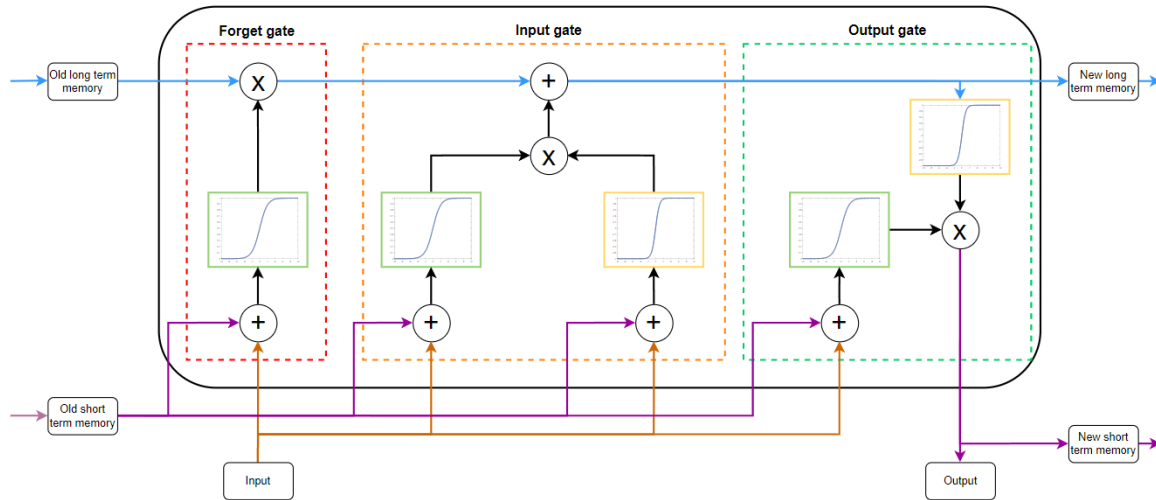 Forget gate
Input gate
Output gate
Old long term
memory
X
+
New long
term memory
X
X
+
+
+
+
Old short
term memory
New short
term memory
Input
Output